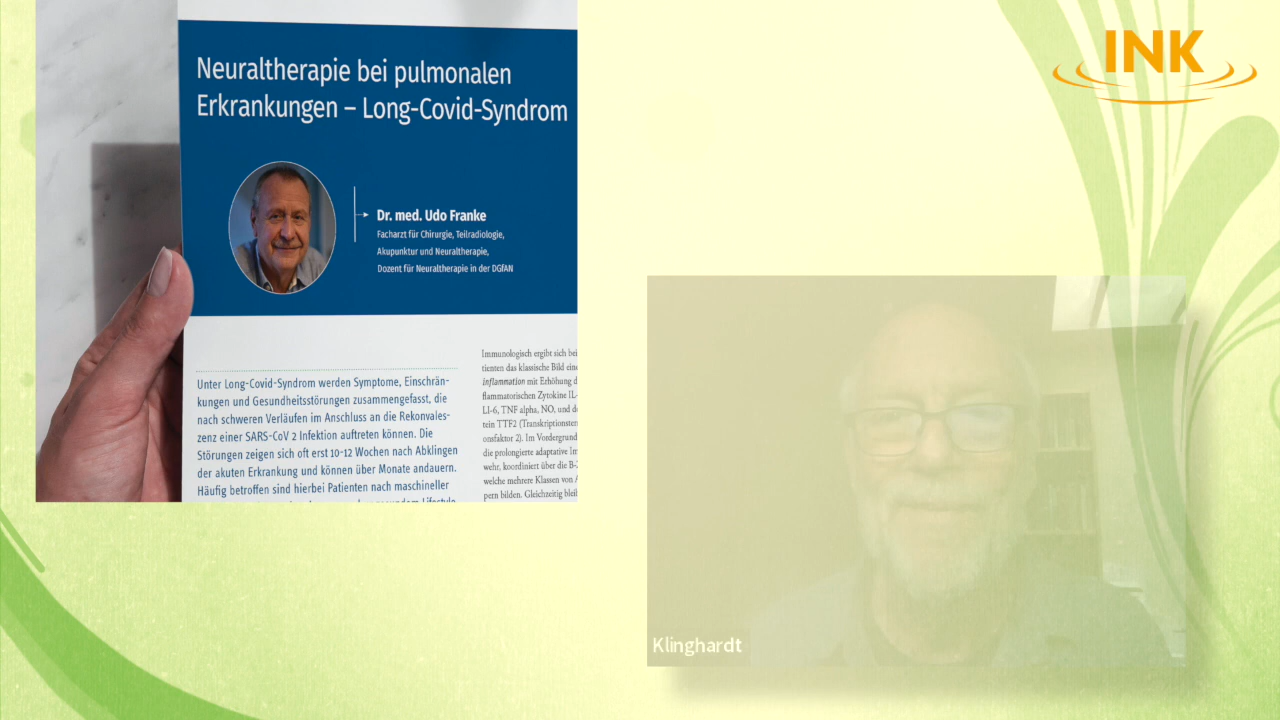 Neuraltherapie bei pulmonalen
Erkrankungen – Long-Covid-Syndrom
Dr. med. Udo Franke
Facharzt für Chirurgie, Teilradiologie,
Akupunktur und Neuraltherapie,
Dozent für Neuraltherapie in der DGfAN
Unter Long-Covid-Syndrom werden Symptome, Einschrän-
kungen und Gesundheitsstörungen zusammengefasst, die
nach schweren Verläufen im Anschluss an die Rekonvales-
zenz einer SARS-CoV 2 Infektion auftreten können. Die
Störungen zeigen sich oft erst 10-12 Wochen nach Abklingen
der akuten Erkrankung und können über Monate andauern.
Häufig betroffen sind hierbei Patienten nach maschineller
Immunologisch ergibt sich bei
tienten das klassische Bild
inflammation mit Erhöhung
flammatorischen Zytokine
LI-6, TNF alpha, NO, und
tein TTF2
onsfaktor 2). Im Vordergrund
die prolongierte adaptative
wehr, koordiniert über die
welche mehrere Klassen von
pern bilden. Gleichzeitig
INK
Klinghardt